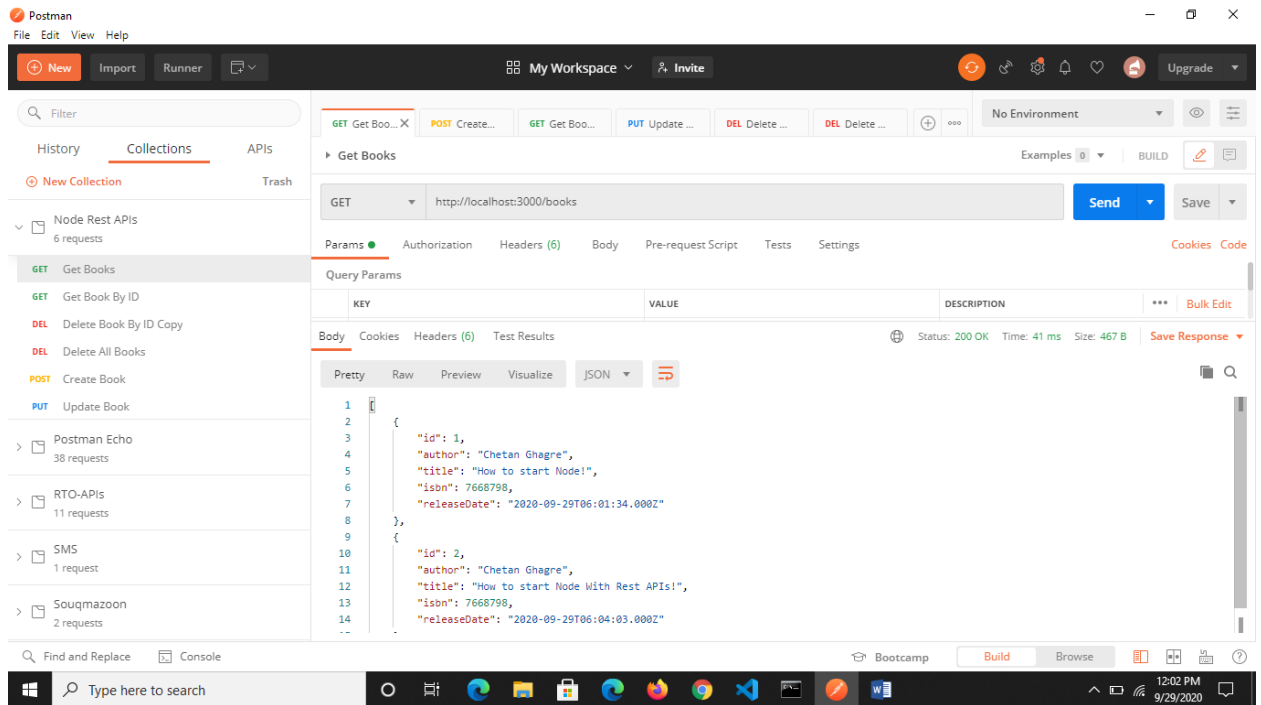 Postman
File Edit View Help
New Import Runner My Workspace Invite Upgrade
Filter
History Collections APIs
New Collection Trash
Node Rest APIs
6 requests
GET Get Books
GET Get Book By ID
DEL Delete Book By ID Copy
DEL Delete All Books
POST Create Book
PUT Update Book
Postman Echo
38 requests
RTO-APIs
11 requests
SMS
1 request
Souqmazoon
2 requests
GET Get Boo... POST Create... GET Get Boo... PUT Update ... DEL Delete ... DEL Delete ... No Environment
Get Books Examples 0 BUILD
GET http://localhost:3000/books Send Save
Params Authorization Headers (6) Body Pre-request Script Tests Settings Cookies Code
Query Params
KEY VALUE DESCRIPTION Bulk Edit
Body Cookies Headers (6) Test Results Status: 200 OK Time: 41 ms Size: 467 B Save Response
Pretty Raw Preview Visualize JSON
1 [
2 {
3 "id": 1,
4 "author": "Chetan Ghagre",
5 "title": "How to start Node!",
6 "isbn": 7668798,
7 "releaseDate": "2020-09-29T06:01:34.000Z"
8 },
9 {
10 "id": 2,
11 "author": "Chetan Ghagre",
12 "title": "How to start Node With Rest APIs!",
13 "isbn": 7668798,
14 "releaseDate": "2020-09-29T06:04:03.000Z"
Find and Replace Console Bootcamp Build Browse
Type here to search 12:02 PM
9/29/2020